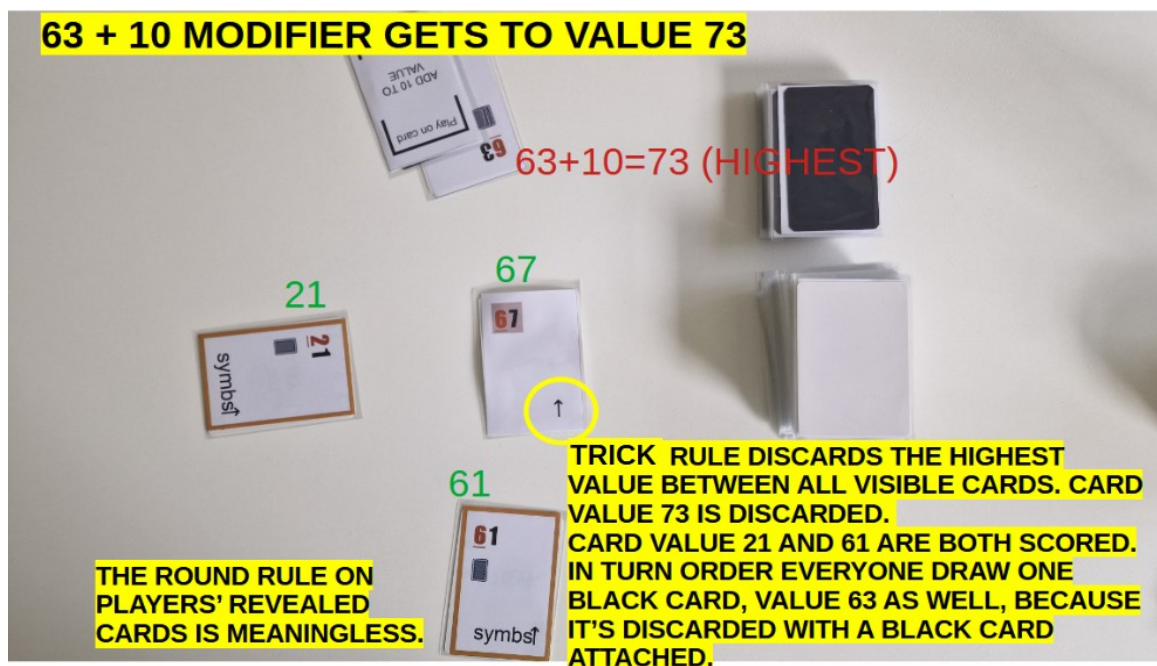 63 + 10 MODIFIER GETS TO VALUE 73
ADD 10 TO
VALUE
Play on card
63
63+10=73 (HIGHEST)
67
67
↑
21
21
symbs↑
61
61
symbs↑
TRICK RULE DISCARDS THE HIGHEST
VALUE BETWEEN ALL VISIBLE CARDS. CARD
VALUE 73 IS DISCARDED.
CARD VALUE 21 AND 61 ARE BOTH SCORED.
IN TURN ORDER EVERYONE DRAW ONE
BLACK CARD, VALUE 63 AS WELL, BECAUSE
IT'S DISCARDED WITH A BLACK CARD
ATTACHED.
THE ROUND RULE ON
PLAYERS' REVEALED
CARDS IS MEANINGLESS.